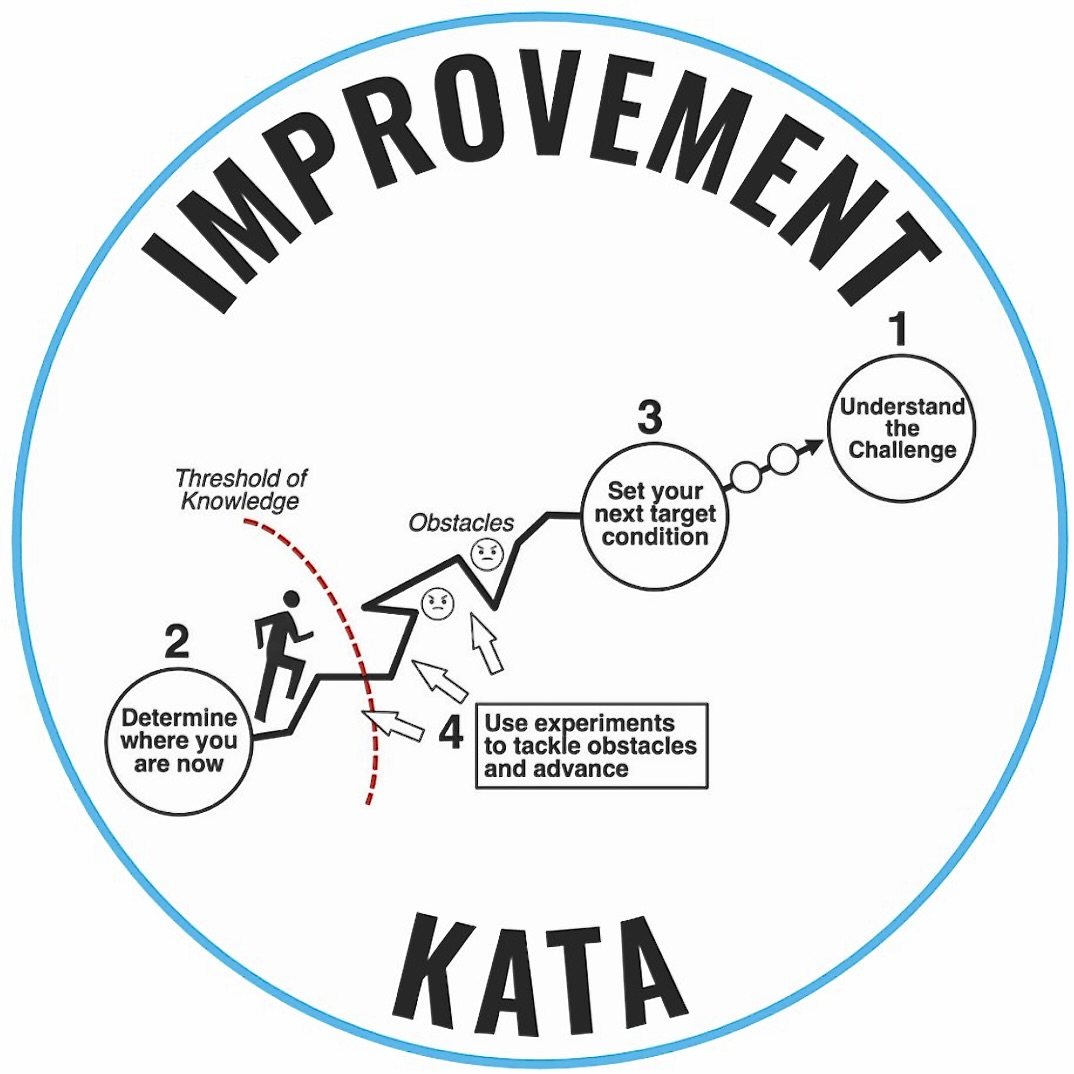 IMPROVEMENT
1
Understand
the
Challenge
3
Set your
next target
condition
Threshold of
Knowledge
Obstacles
2
Determine
where you
are now
4
Use experiments
to tackle obstacles
and advance
KATA